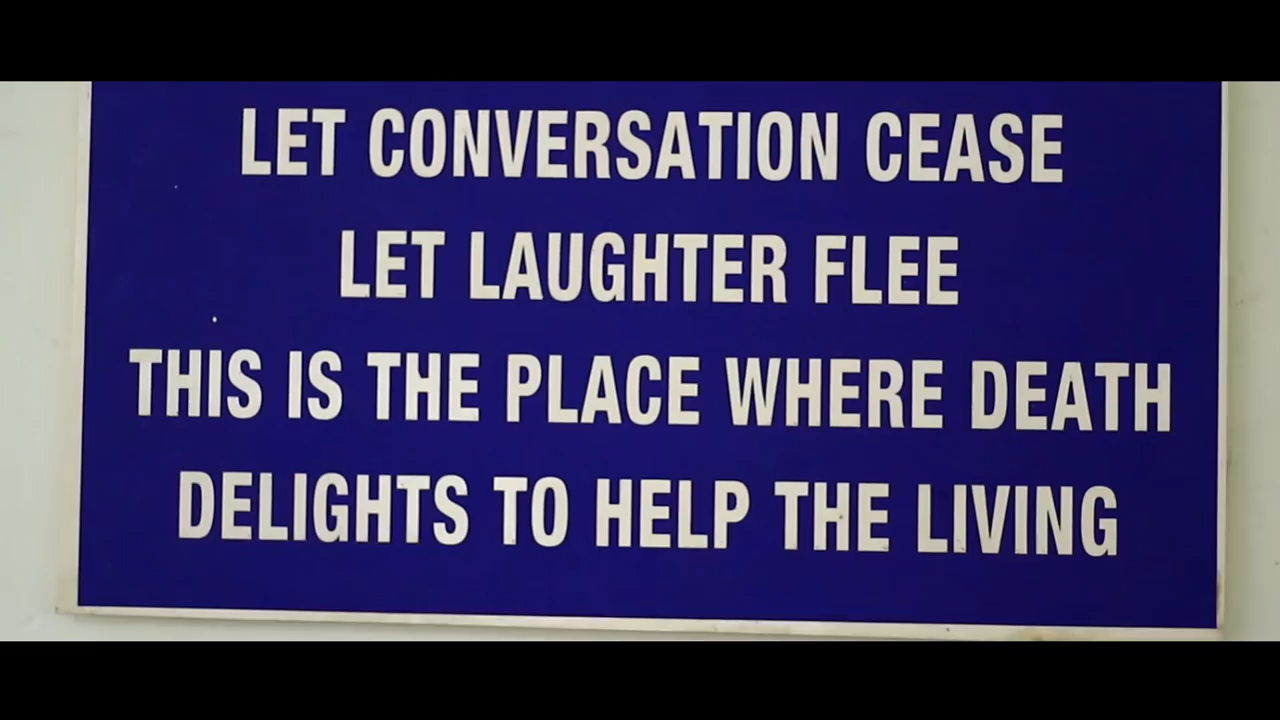 LET CONVERSATION CEASE
LET LAUGHTER FLEE
THIS IS THE PLACE WHERE DEATH
DELIGHTS TO HELP THE LIVING